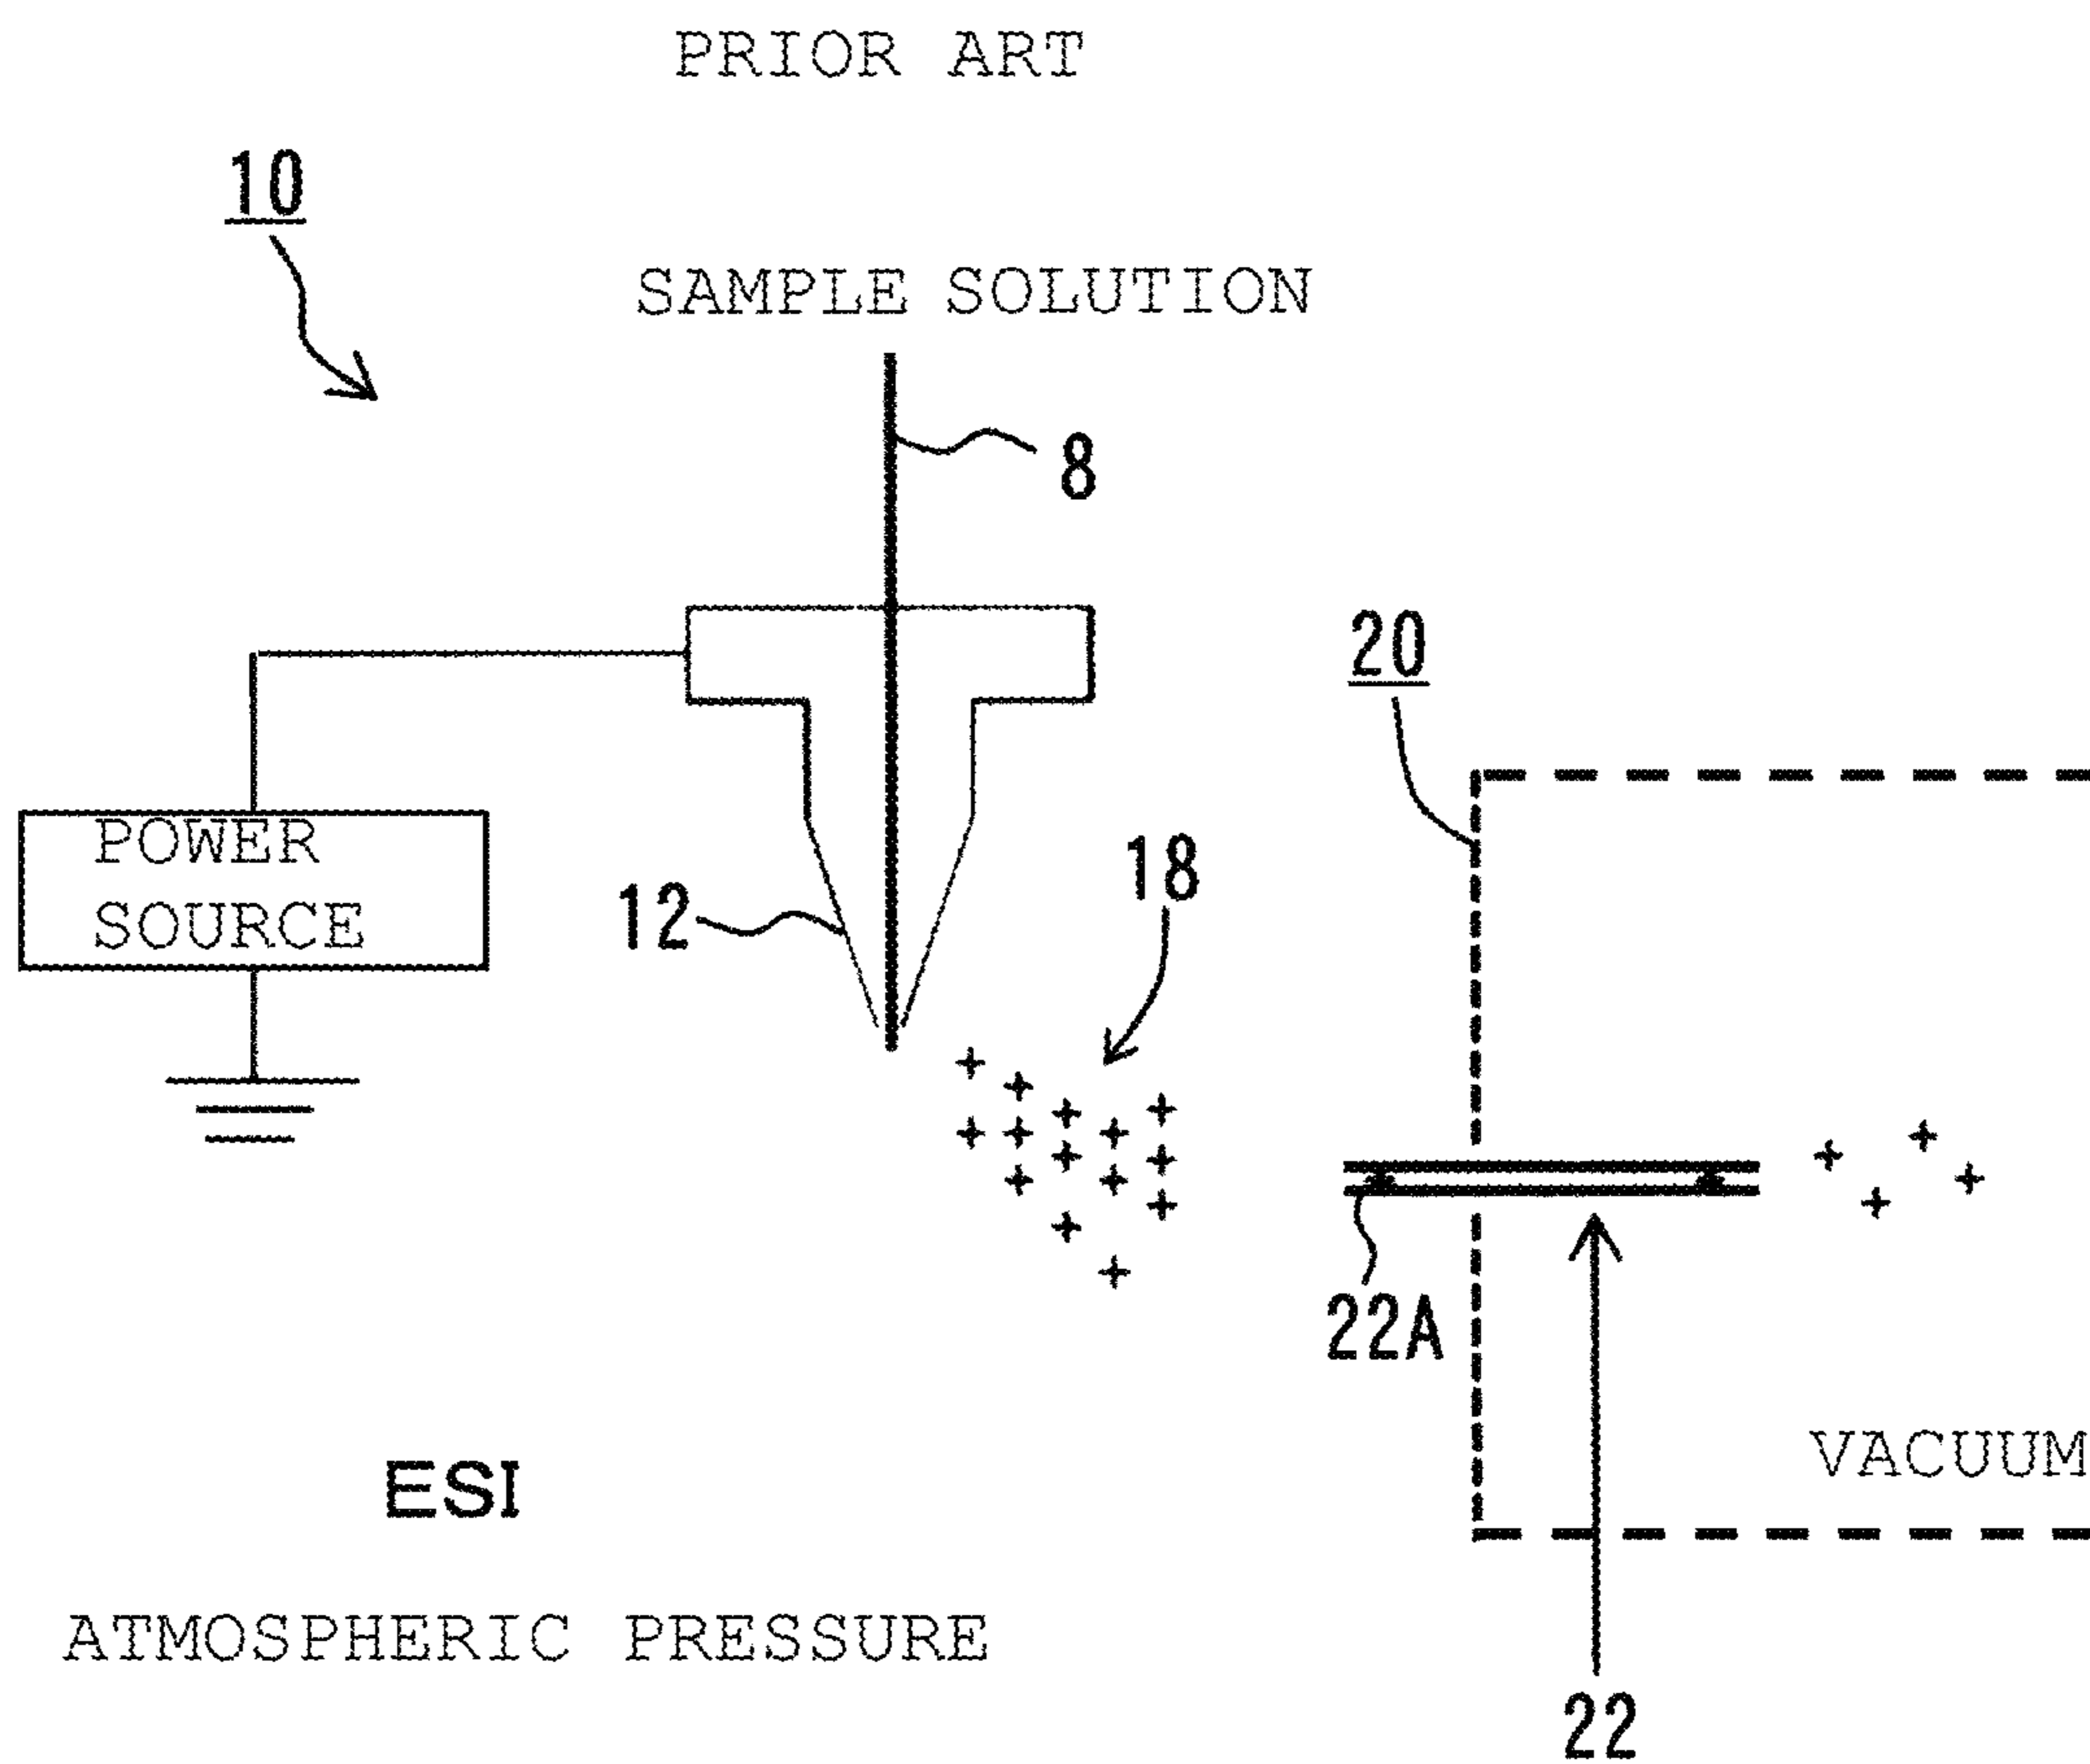 PRIOR ART
10
SAMPLE SOLUTION
8
20
POWER
SOURCE
12
18
22A
VACUUM
ESI
ATMOSPHERIC PRESSURE
22